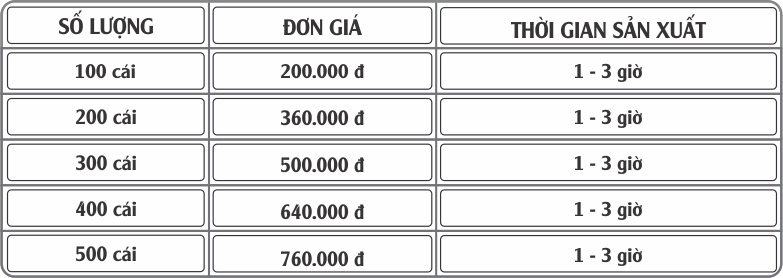 SỐ LƯỢNG ĐƠN GIÁ THỜI GIAN SẢN XUẤT
100 cái 200.000 đ 1 - 3 giờ
200 cái 360.000 đ 1 - 3 giờ
300 cái 500.000 đ 1 - 3 giờ
400 cái 640.000 đ 1 - 3 giờ
500 cái 760.000 đ 1 - 3 giờ